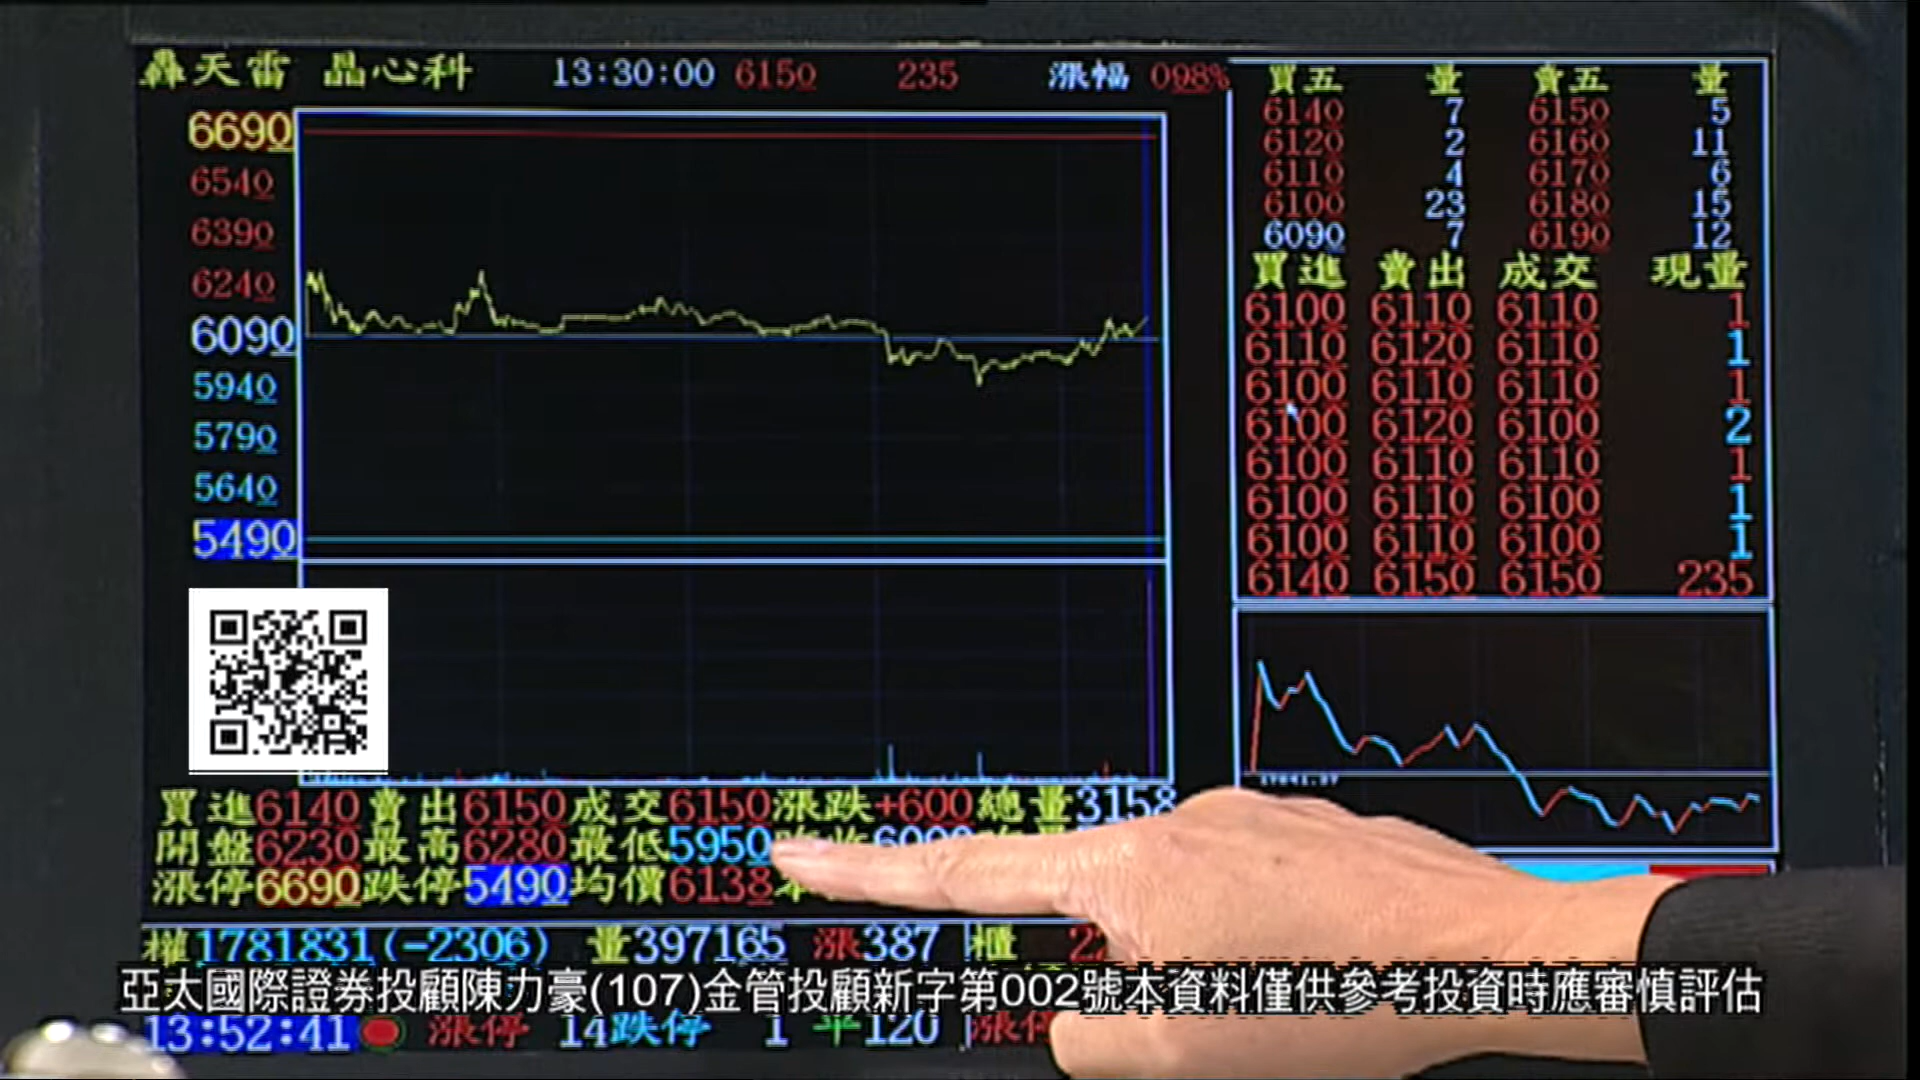 轟天雷 晶心科 13:30:00 6150 235 漲幅 098%
6690
6540
6390
6240
6090
5940
5790
5640
5490
買五 量 賣五 量
6140 7 6150 5
6120 2 6160 11
6110 4 6170 6
6100 23 6180 15
6090 7 6190 12
買進 賣出 成交 現量
6100 6110 6110 1
6110 6120 6110 1
6100 6110 6110 1
6100 6120 6100 2
6100 6110 6110 1
6100 6110 6100 1
6100 6110 6100 1
6140 6150 6150 235
買進6140賣出6150成交6150漲跌+600總量3158
開盤6230最高6280最低5950
漲停6690跌停5490均價6138
權1781831(-2306) 量397165 漲387 櫃
亞太國際證券投顧陳力豪(107)金管投顧新字第002號本資料僅供參考投資時應審慎評估
13:52:41 漲停 14跌停 1 平120 漲停